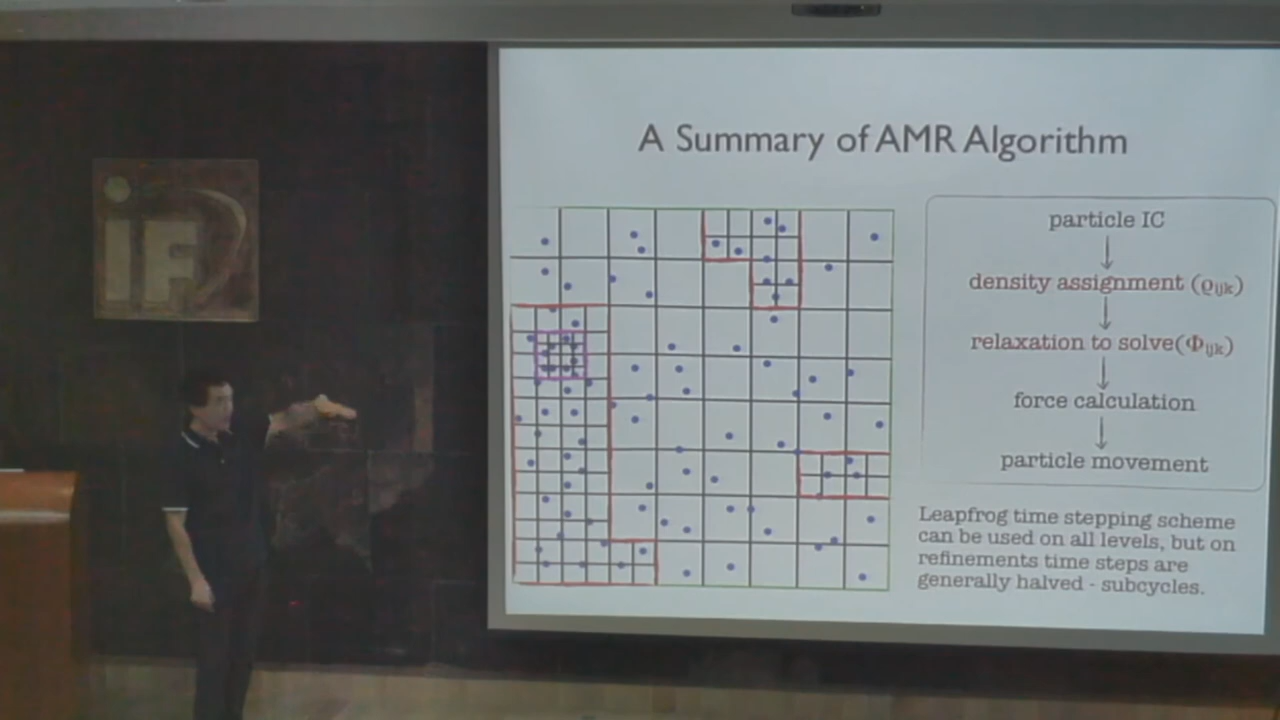 iF
A Summary of AMR Algorithm
particle IC
density assignment (ϱijk)
relaxation to solve(Φijk)
force calculation
particle movement
Leapfrog time stepping scheme
can be used on all levels, but on
refinements time steps are
generally halved - subcycles.